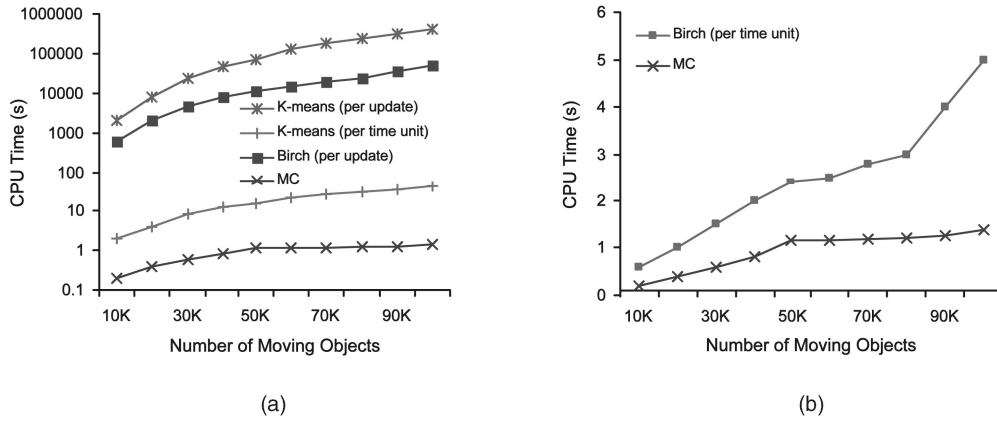 10000000
1000000
100000
10000
1000
100
10
1
0.1
CPU Time (s)
K-means (per update)
K-means (per time unit)
Birch (per update)
MC
10K 30K 50K 70K 90K
Number of Moving Objects
(a)
6
5
4
3
2
1
0
CPU Time (s)
Birch (per time unit)
MC
10K 30K 50K 70K 90K
Number of Moving Objects
(b)